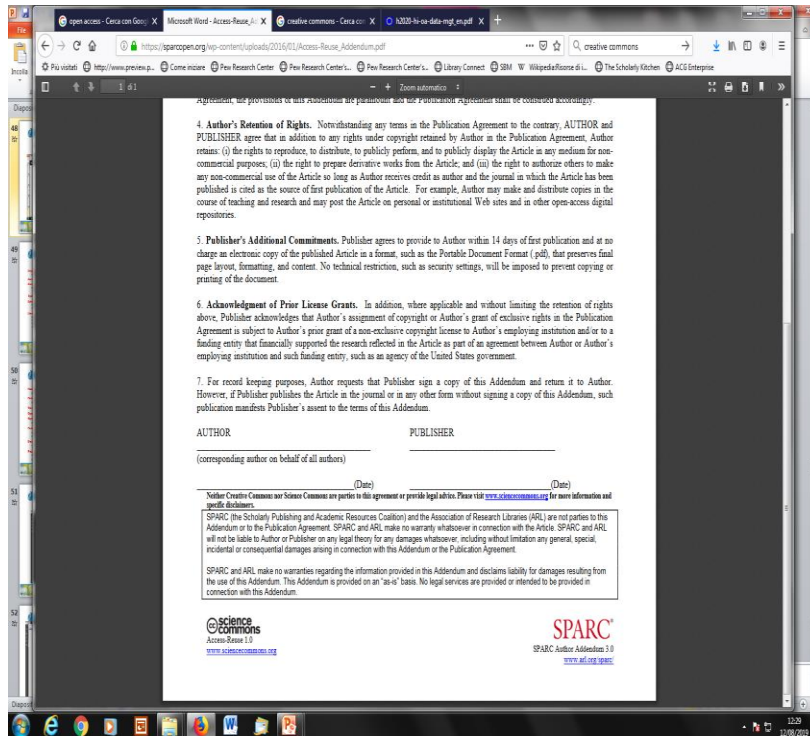 File
open access - Cerca con Goog
Microsoft Word - Access-Reuse_A
creative commons - Cerca con
h2020-hi-oa-data-mgt_en.pdf
https://sparcopen.org/wp-content/uploads/2016/01/Access-Reuse_Addendum.pdf
creative commons
Incolla
Più visitati
http://www.preview.p...
Come iniziare
Pew Research Center
Pew Research Center's...
Pew Research Center's...
Library Connect
SBM
Wikipedia:Risorse di i...
The Scholarly Kitchen
ACG Enterprise
1 di 1
Zoom automatico
Agreement, the provisions of this Addendum are paramount and the Publication Agreement shall be construed accordingly.
4. Author's Retention of Rights. Notwithstanding any terms in the Publication Agreement to the contrary, AUTHOR and
PUBLISHER agree that in addition to any rights under copyright retained by Author in the Publication Agreement, Author
retains: (i) the rights to reproduce, to distribute, to publicly perform, and to publicly display the Article in any medium for non-
commercial purposes; (ii) the right to prepare derivative works from the Article; and (iii) the right to authorize others to make
any non-commercial use of the Article so long as Author receives credit as author and the journal in which the Article has been
published is cited as the source of first publication of the Article. For example, Author may make and distribute copies in the
course of teaching and research and may post the Article on personal or institutional Web sites and in other open-access digital
repositories.
5. Publisher's Additional Commitments. Publisher agrees to provide to Author within 14 days of first publication and at no
charge an electronic copy of the published Article in a format, such as the Portable Document Format (.pdf), that preserves final
page layout, formatting, and content. No technical restriction, such as security settings, will be imposed to prevent copying or
printing of the document.
6. Acknowledgment of Prior License Grants. In addition, where applicable and without limiting the retention of rights
above, Publisher acknowledges that Author's assignment of copyright or Author's grant of exclusive rights in the Publication
Agreement is subject to Author's prior grant of a non-exclusive copyright license to Author's employing institution and/or to a
funding entity that financially supported the research reflected in the Article as part of an agreement between Author or Author's
employing institution and such funding entity, such as an agency of the United States government.
7. For record keeping purposes, Author requests that Publisher sign a copy of this Addendum and return it to Author.
However, if Publisher publishes the Article in the journal or in any other form without signing a copy of this Addendum, such
publication manifests Publisher's assent to the terms of this Addendum.
AUTHOR PUBLISHER
(corresponding author on behalf of all authors)
(Date) (Date)
Neither Creative Commons nor Science Commons are parties to this agreement or provide legal advice. Please visit www.sciencecommons.org for more information and
specific disclaimers.
SPARC (the Scholarly Publishing and Academic Resources Coalition) and the Association of Research Libraries (ARL) are not parties to this
Addendum or to the Publication Agreement. SPARC and ARL make no warranty whatsoever in connection with the Article. SPARC and ARL
will not be liable to Author or Publisher on any legal theory for any damages whatsoever, including without limitation any general, special,
incidental or consequential damages arising in connection with this Addendum or the Publication Agreement.
SPARC and ARL make no warranties regarding the information provided in this Addendum and disclaims liability for damages resulting from
the use of this Addendum. This Addendum is provided on an "as-is" basis. No legal services are provided or intended to be provided in
connection with this Addendum.
cc science
commons
Access-Reuse 1.0
www.sciencecommons.org
SPARC®
SPARC Author Addendum 3.0
www.arl.org/sparc/
48
49
50
51
52
12:29